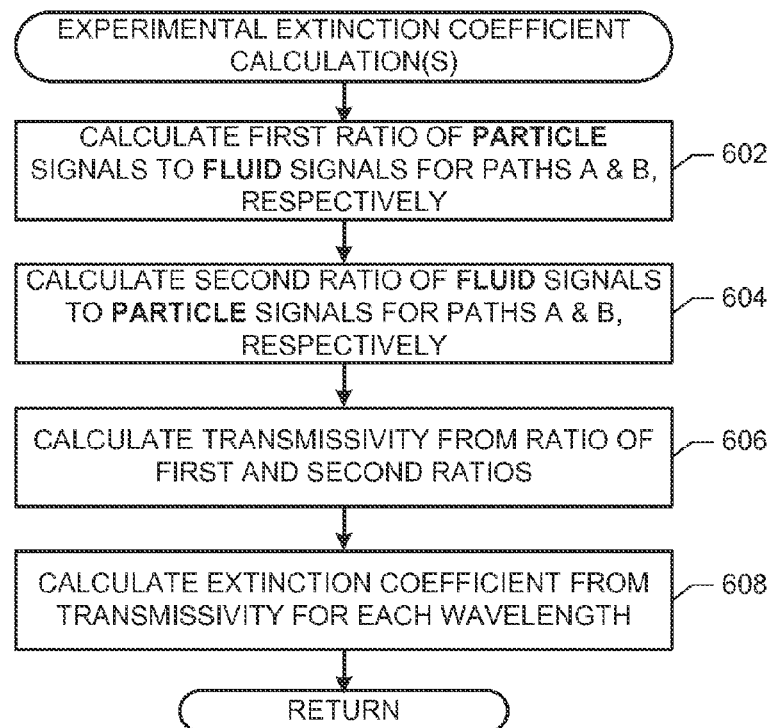 EXPERIMENTAL EXTINCTION COEFFICIENT
CALCULATION(S)
CALCULATE FIRST RATIO OF PARTICLE
SIGNALS TO FLUID SIGNALS FOR PATHS A & B,
RESPECTIVELY
602
CALCULATE SECOND RATIO OF FLUID SIGNALS
TO PARTICLE SIGNALS FOR PATHS A & B,
RESPECTIVELY
604
CALCULATE TRANSMISSIVITY FROM RATIO OF
FIRST AND SECOND RATIOS
606
CALCULATE EXTINCTION COEFFICIENT FROM
TRANSMISSIVITY FOR EACH WAVELENGTH
608
RETURN